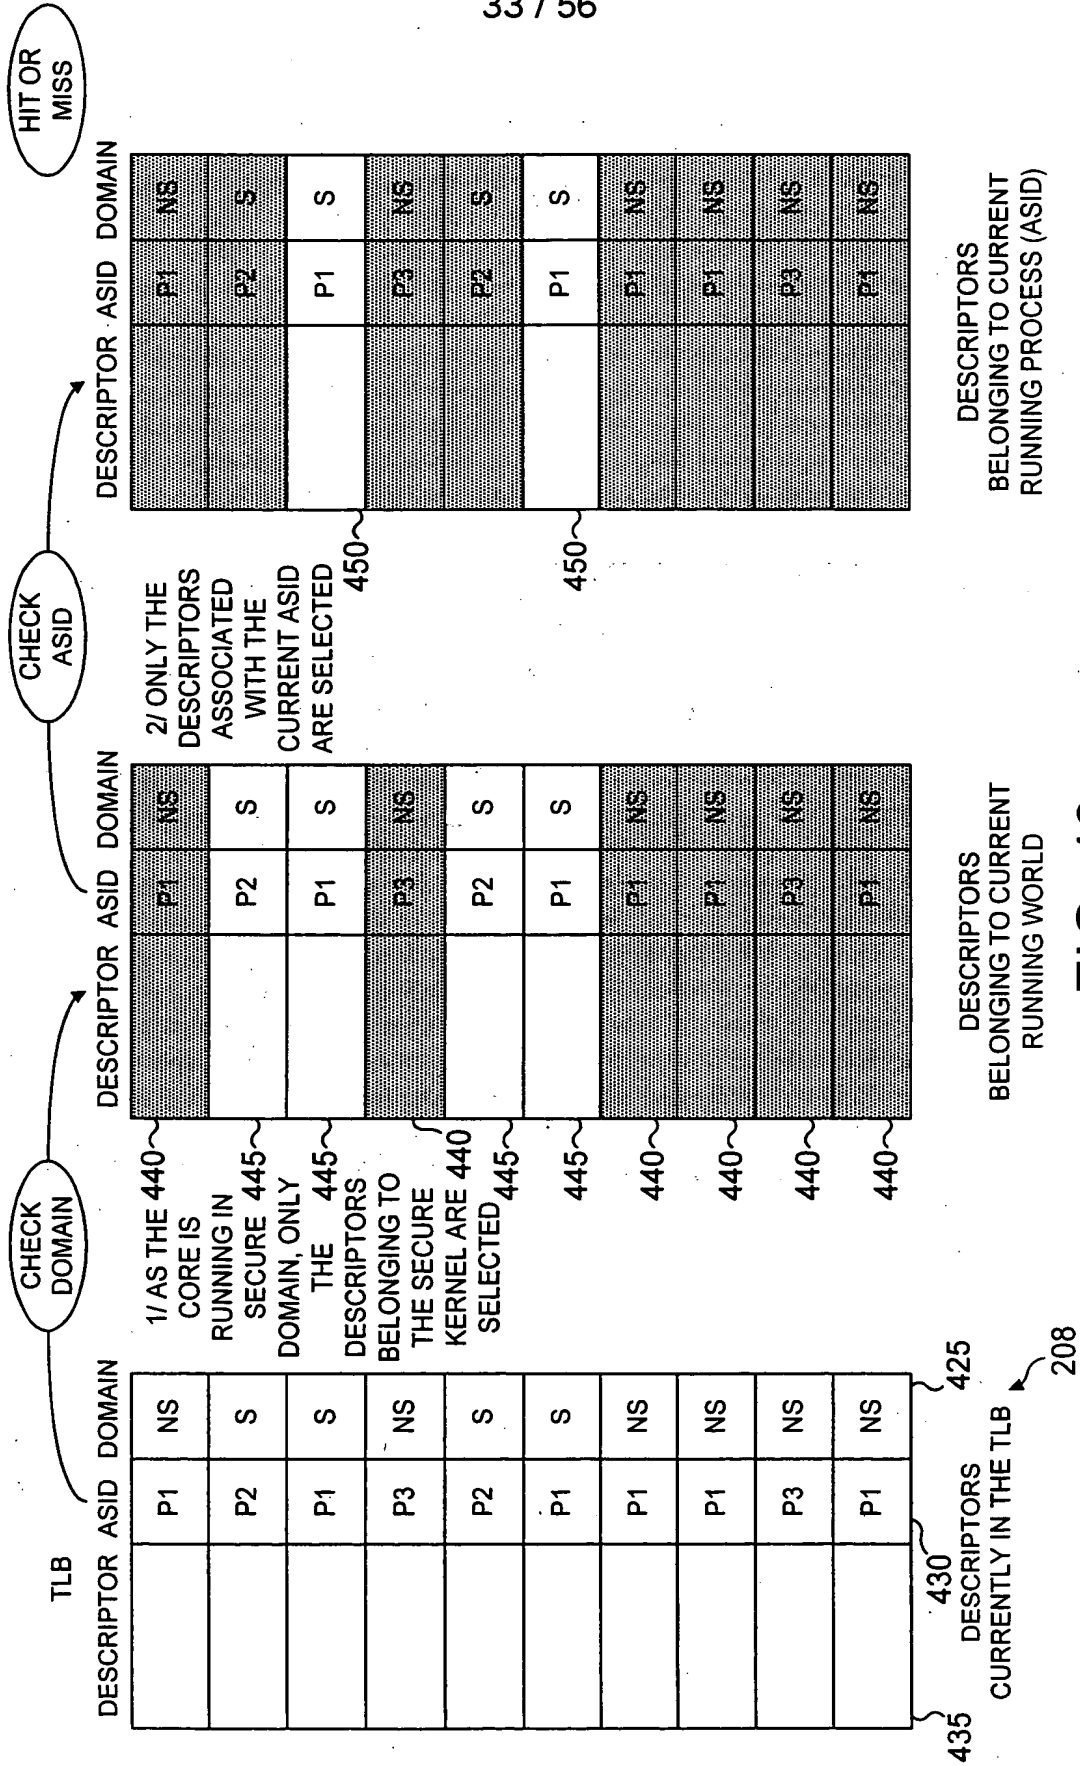 33 / 56
TLB
DESCRIPTOR ASID DOMAIN
P1 NS
P2 S
P1 S
P3 NS
P2 S
P1 S
P1 NS
P1 NS
P3 NS
P1 NS
435
430
425
DESCRIPTORS
CURRENTLY IN THE TLB
208
CHECK
DOMAIN
1/ AS THE
CORE IS
RUNNING IN
SECURE
DOMAIN, ONLY
THE
DESCRIPTORS
BELONGING TO
THE SECURE
KERNEL ARE
SELECTED
440
445
445
440
445
445
440
440
440
440
DESCRIPTOR ASID DOMAIN
P1 NS
P2 S
P1 S
P3 NS
P2 S
P1 S
P1 NS
P1 NS
P3 NS
P1 NS
DESCRIPTORS
BELONGING TO CURRENT
RUNNING WORLD
CHECK
ASID
2/ ONLY THE
DESCRIPTORS
ASSOCIATED
WITH THE
CURRENT ASID
ARE SELECTED
450
450
DESCRIPTOR ASID DOMAIN
P1 NS
P2 S
P1 S
P3 NS
P2 S
P1 S
P1 NS
P1 NS
P3 NS
P1 NS
DESCRIPTORS
BELONGING TO CURRENT
RUNNING PROCESS (ASID)
HIT OR
MISS